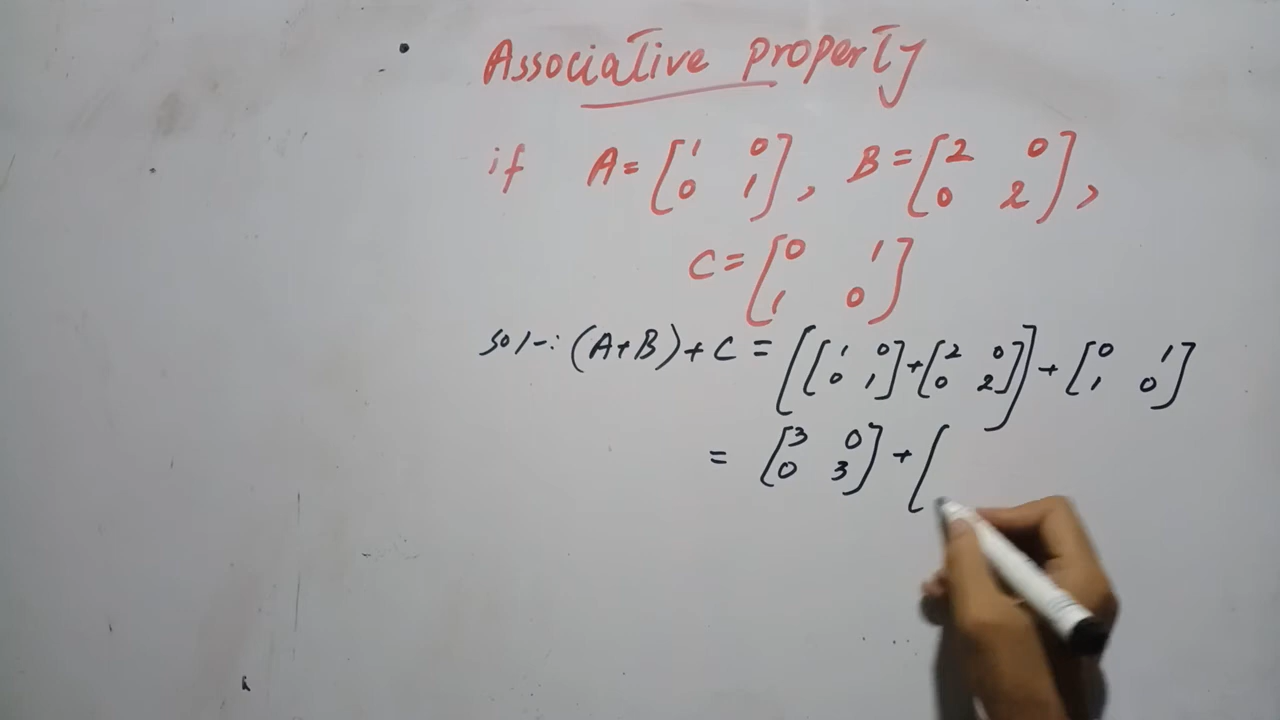 Associative property
if A = [1 0 0 1], B = [2 0 0 2],
C = [0 1 1 0]
sol-: (A+B)+C = [[1 0 0 1] + [2 0 0 2]] + [0 1 1 0]
= [3 0 0 3] + [